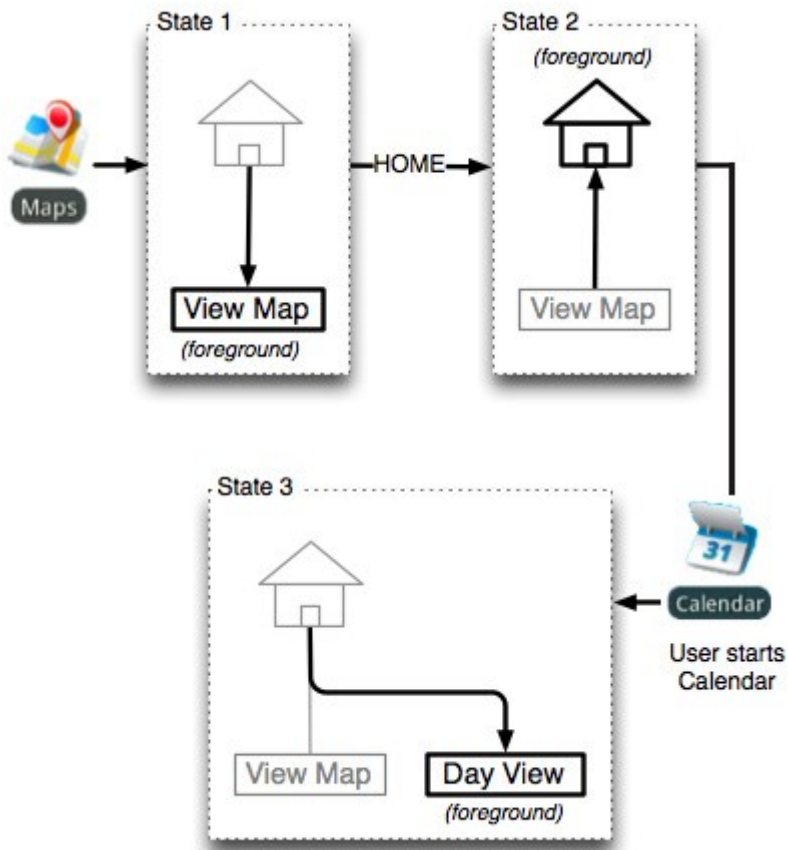 State 1
View Map
(foreground)
Maps
HOME
State 2
(foreground)
View Map
31
Calendar
User starts
Calendar
State 3
View Map
Day View
(foreground)